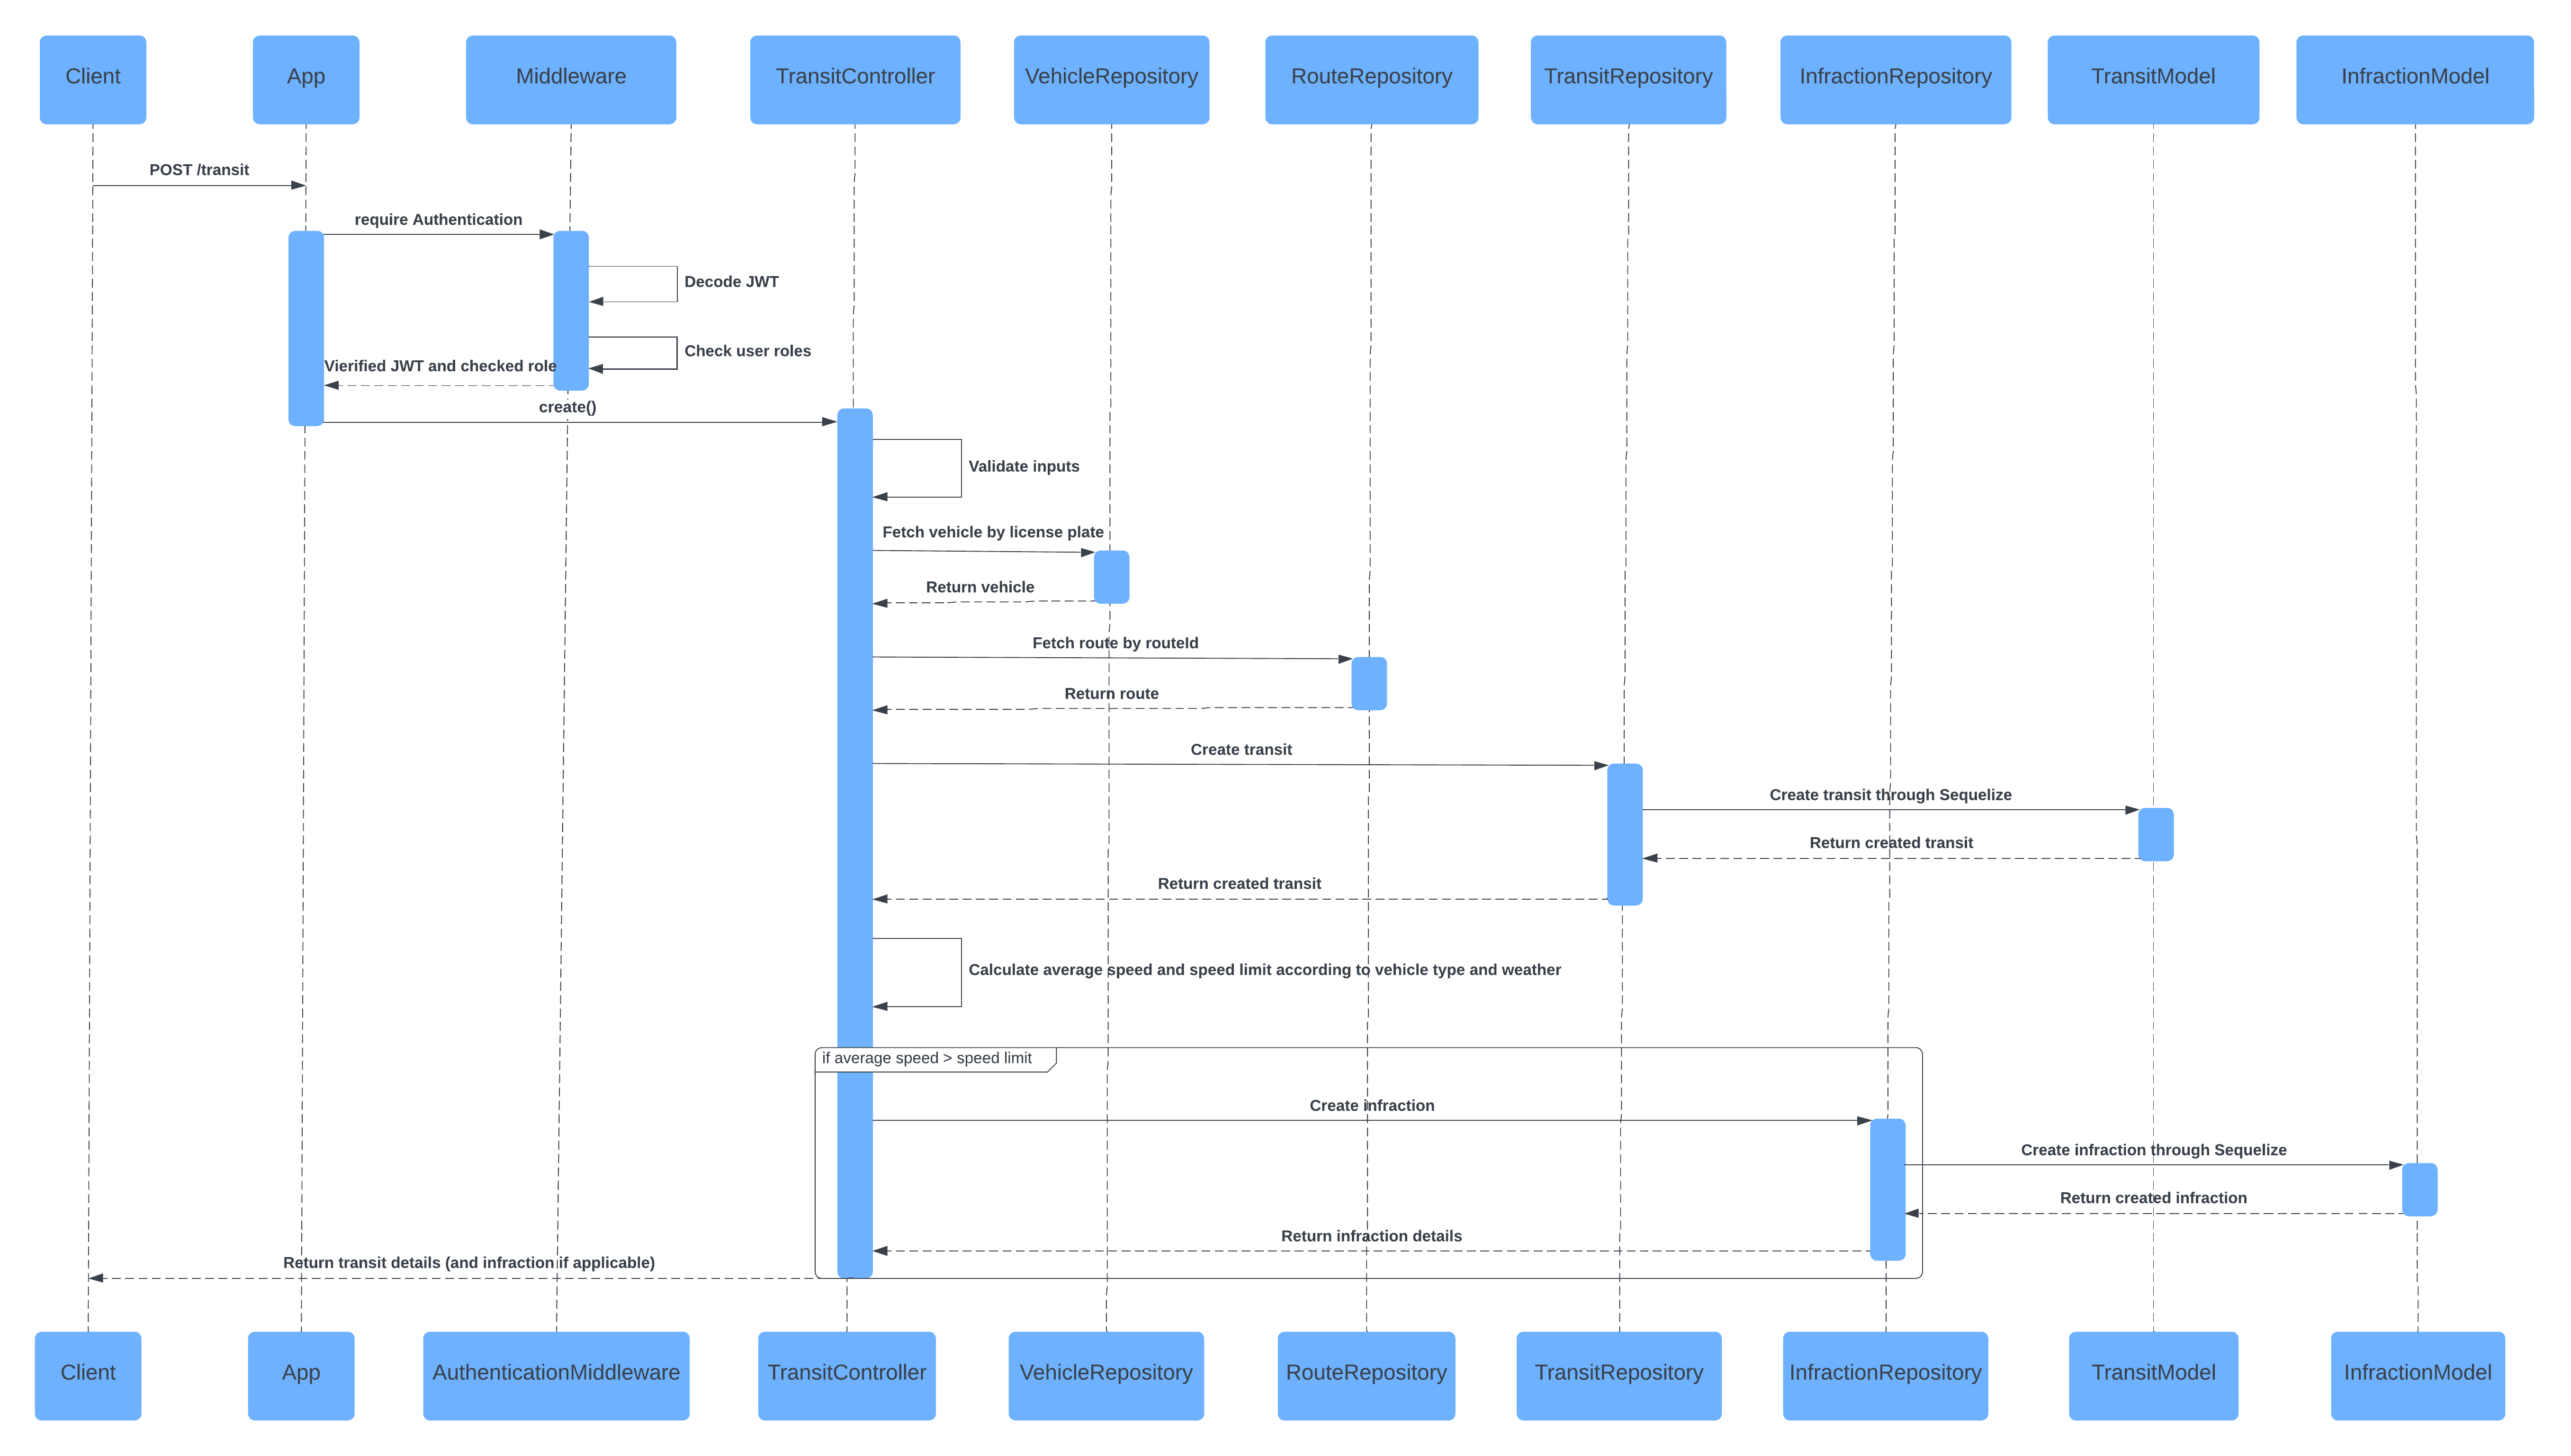 Client
App
Middleware
TransitController
VehicleRepository
RouteRepository
TransitRepository
InfractionRepository
TransitModel
InfractionModel
POST /transit
require Authentication
Decode JWT
Check user roles
Vierified JWT and checked role
create()
Validate inputs
Fetch vehicle by license plate
Return vehicle
Fetch route by routeId
Return route
Create transit
Create transit through Sequelize
Return created transit
Return created transit
Calculate average speed and speed limit according to vehicle type and weather
if average speed > speed limit
Create infraction
Create infraction through Sequelize
Return created infraction
Return infraction details
Return transit details (and infraction if applicable)
Client
App
AuthenticationMiddleware
TransitController
VehicleRepository
RouteRepository
TransitRepository
InfractionRepository
TransitModel
InfractionModel